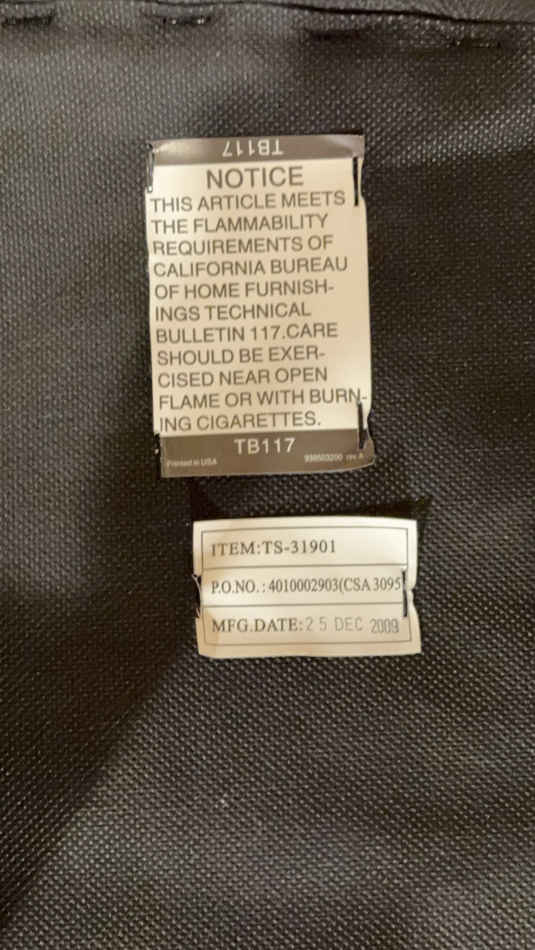 TB117
NOTICE
THIS ARTICLE MEETS
THE FLAMMABILITY
REQUIREMENTS OF
CALIFORNIA BUREAU
OF HOME FURNISH-
INGS TECHNICAL
BULLETIN 117.CARE
SHOULD BE EXER-
CISED NEAR OPEN
FLAME OR WITH BURN-
ING CIGARETTES.
TB117
Printed in USA
rev. A
ITEM:TS-31901
P.O.NO.:4010002903(CSA3095
MFG.DATE:25 DEC 2009